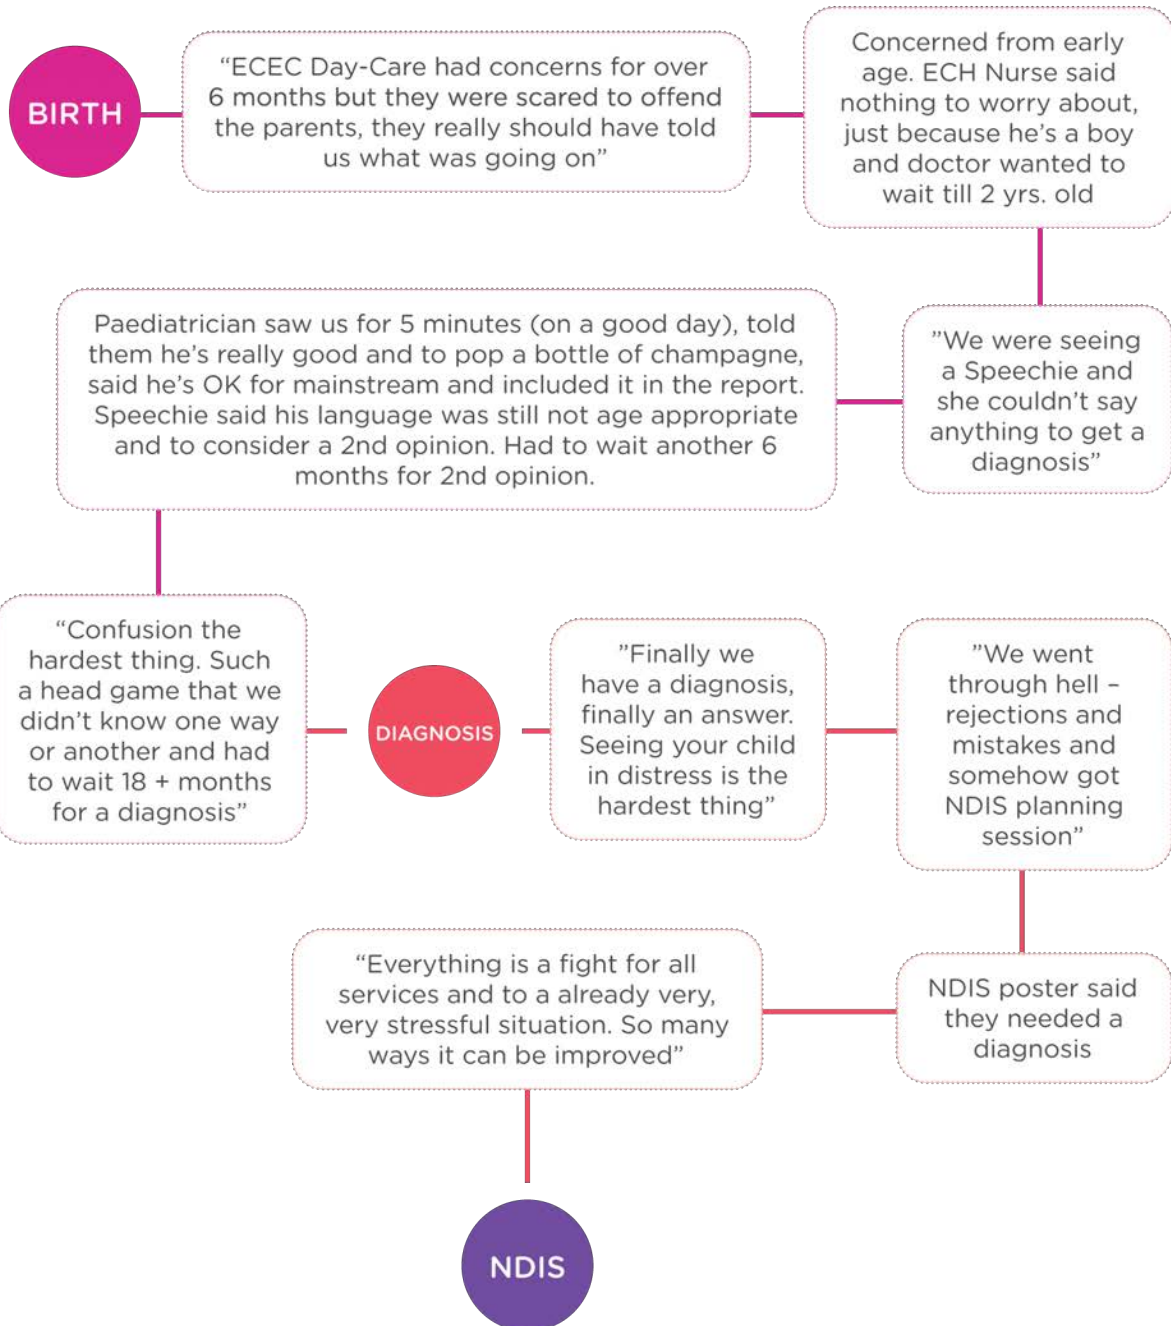 BIRTH
“ECEC Day-Care had concerns for over
6 months but they were scared to offend
the parents, they really should have told
us what was going on”
Concerned from early
age. ECH Nurse said
nothing to worry about,
just because he’s a boy
and doctor wanted to
wait till 2 yrs. old
”We were seeing
a Speechie and
she couldn’t say
anything to get a
diagnosis”
Paediatrician saw us for 5 minutes (on a good day), told
them he’s really good and to pop a bottle of champagne,
said he’s OK for mainstream and included it in the report.
Speechie said his language was still not age appropriate
and to consider a 2nd opinion. Had to wait another 6
months for 2nd opinion.
“Confusion the
hardest thing. Such
a head game that we
didn’t know one way
or another and had
to wait 18 + months
for a diagnosis”
DIAGNOSIS
”Finally we
have a diagnosis,
finally an answer.
Seeing your child
in distress is the
hardest thing”
”We went
through hell –
rejections and
mistakes and
somehow got
NDIS planning
session”
NDIS poster said
they needed a
diagnosis
“Everything is a fight for all
services and to a already very,
very stressful situation. So many
ways it can be improved”
NDIS